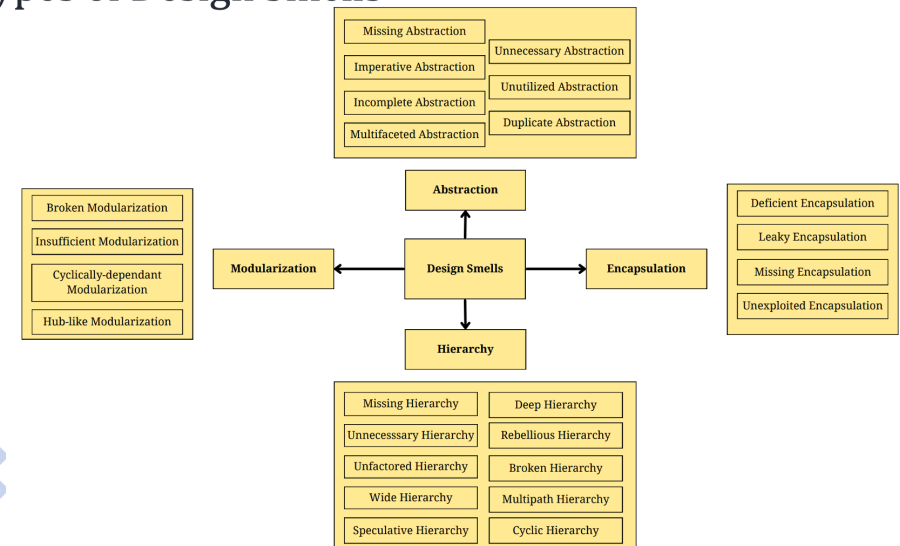 of Design
Missing Abstraction
Imperative Abstraction
Incomplete Abstraction
Multifaceted Abstraction
Unnecessary Abstraction
Unutilized Abstraction
Duplicate Abstraction
Abstraction
Broken Modularization
Insufficient Modularization
Cyclically-dependant
Modularization
Hub-like Modularization
Modularization
Design Smells
Encapsulation
Deficient Encapsulation
Leaky Encapsulation
Missing Encapsulation
Unexploited Encapsulation
Hierarchy
Missing Hierarchy
Unnecesssary Hierarchy
Unfactored Hierarchy
Wide Hierarchy
Speculative Hierarchy
Deep Hierarchy
Rebellious Hierarchy
Broken Hierarchy
Multipath Hierarchy
Cyclic Hierarchy